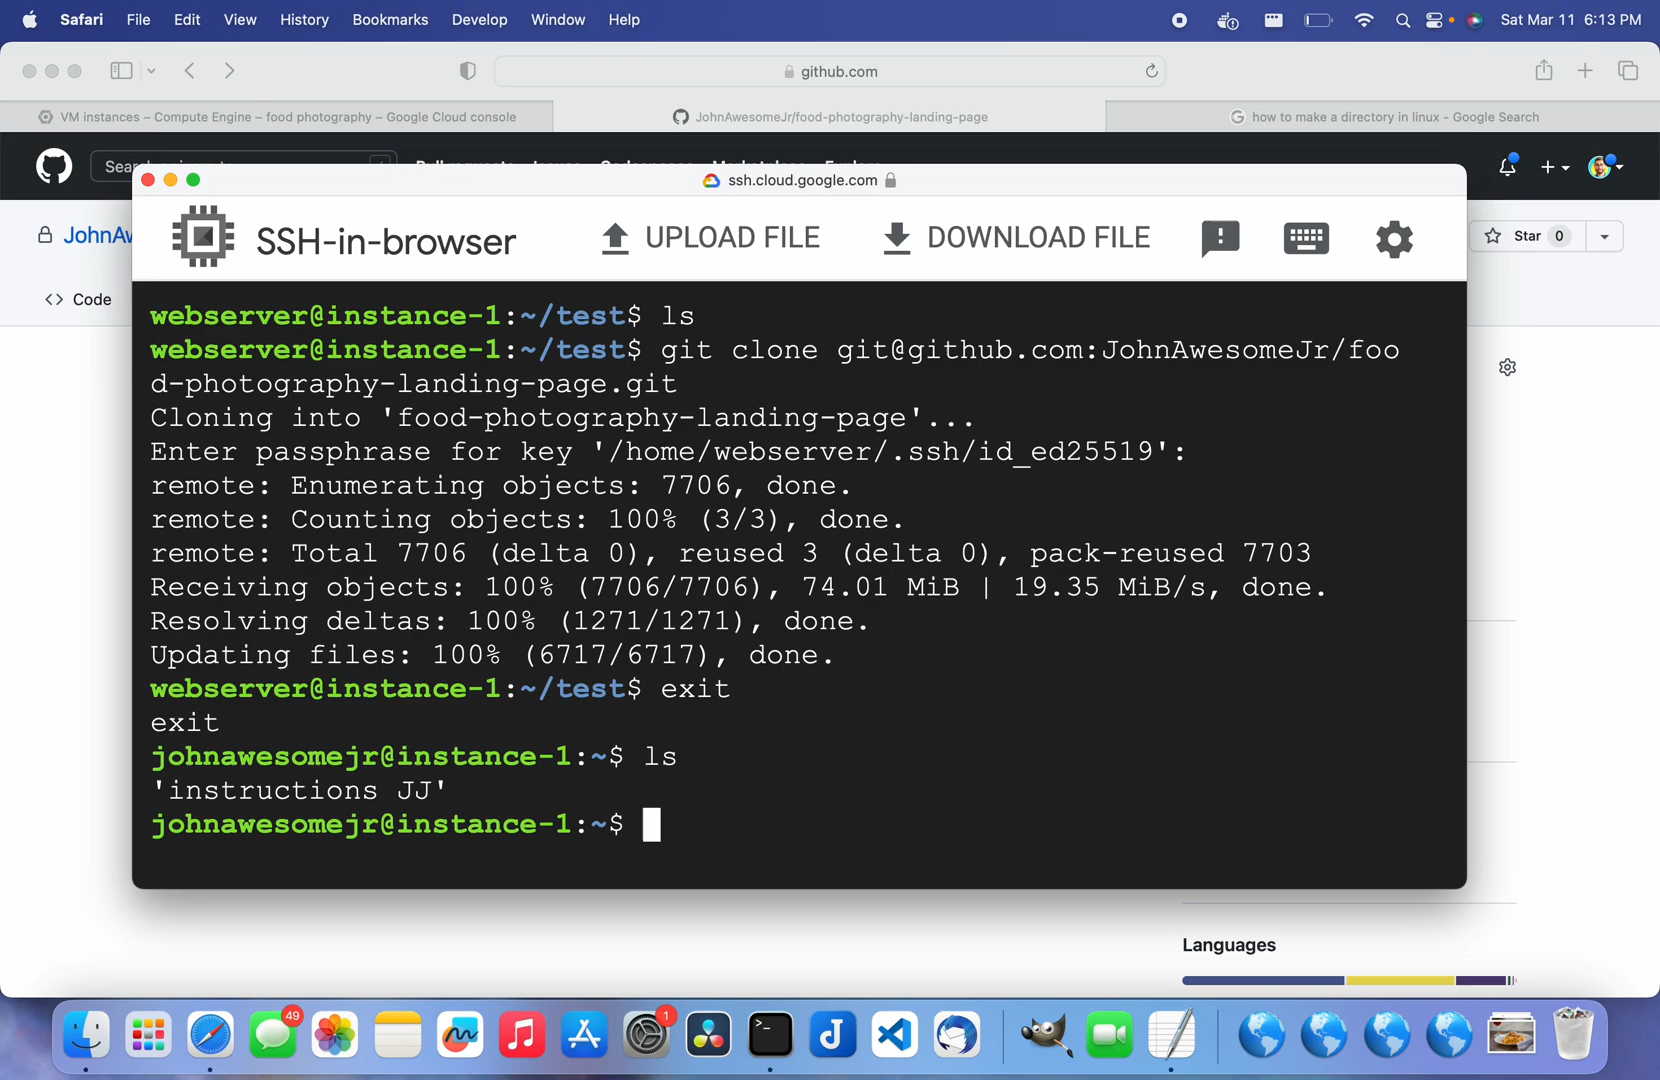 Safari File Edit View History Bookmarks Develop Window Help Sat Mar 11 6:13 PM
github.com
VM instances – Compute Engine – food photography – Google Cloud console
JohnAwesomeJr/food-photography-landing-page
how to make a directory in linux - Google Search
ssh.cloud.google.com
SSH-in-browser UPLOAD FILE DOWNLOAD FILE
Star 0
Code
webserver@instance-1:~/test$ ls
webserver@instance-1:~/test$ git clone git@github.com:JohnAwesomeJr/foo
d-photography-landing-page.git
Cloning into 'food-photography-landing-page'...
Enter passphrase for key '/home/webserver/.ssh/id_ed25519':
remote: Enumerating objects: 7706, done.
remote: Counting objects: 100% (3/3), done.
remote: Total 7706 (delta 0), reused 3 (delta 0), pack-reused 7703
Receiving objects: 100% (7706/7706), 74.01 MiB | 19.35 MiB/s, done.
Resolving deltas: 100% (1271/1271), done.
Updating files: 100% (6717/6717), done.
webserver@instance-1:~/test$ exit
exit
johnawesomejr@instance-1:~$ ls
'instructions JJ'
johnawesomejr@instance-1:~$
Languages
49
1